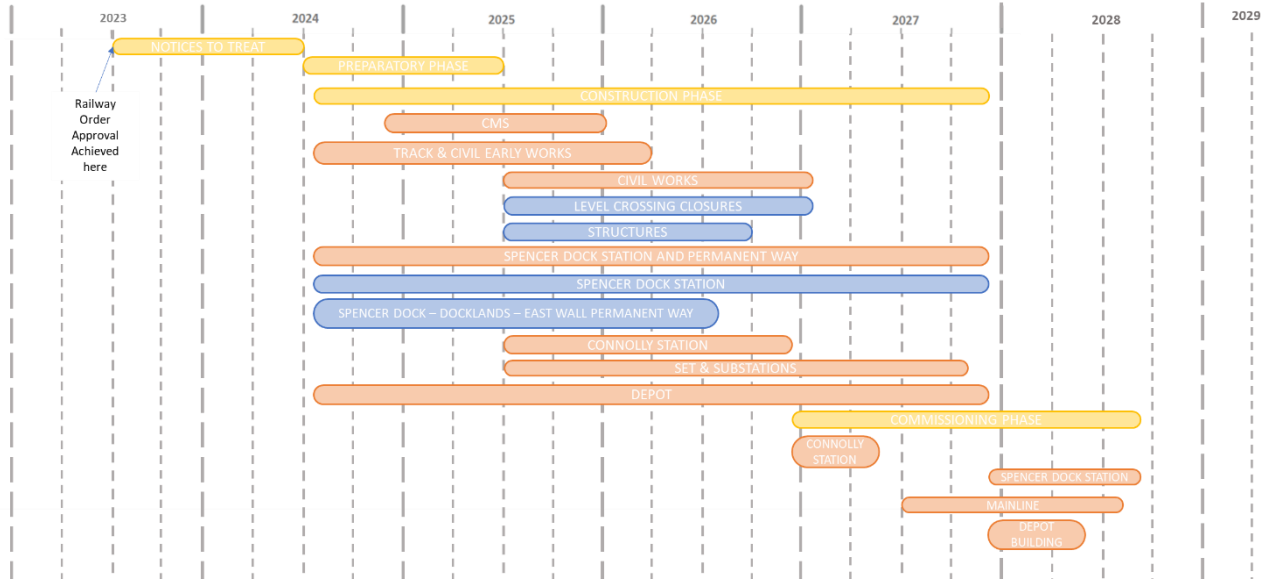 2023 2024 2025 2026 2027 2028 2029
NOTICES TO TREAT
PREPARATORY PHASE
Railway
Order
Approval
Achieved
here
CONSTRUCTION PHASE
CMS
TRACK & CIVIL EARLY WORKS
CIVIL WORKS
LEVEL CROSSING CLOSURES
STRUCTURES
SPENCER DOCK STATION AND PERMANENT WAY
SPENCER DOCK STATION
SPENCER DOCK – DOCKLANDS – EAST WALL PERMANENT WAY
CONNOLLY STATION
SET & SUBSTATIONS
DEPOT
COMMISSIONING PHASE
CONNOLLY
STATION
SPENCER DOCK STATION
MAINLINE
DEPOT
BUILDING